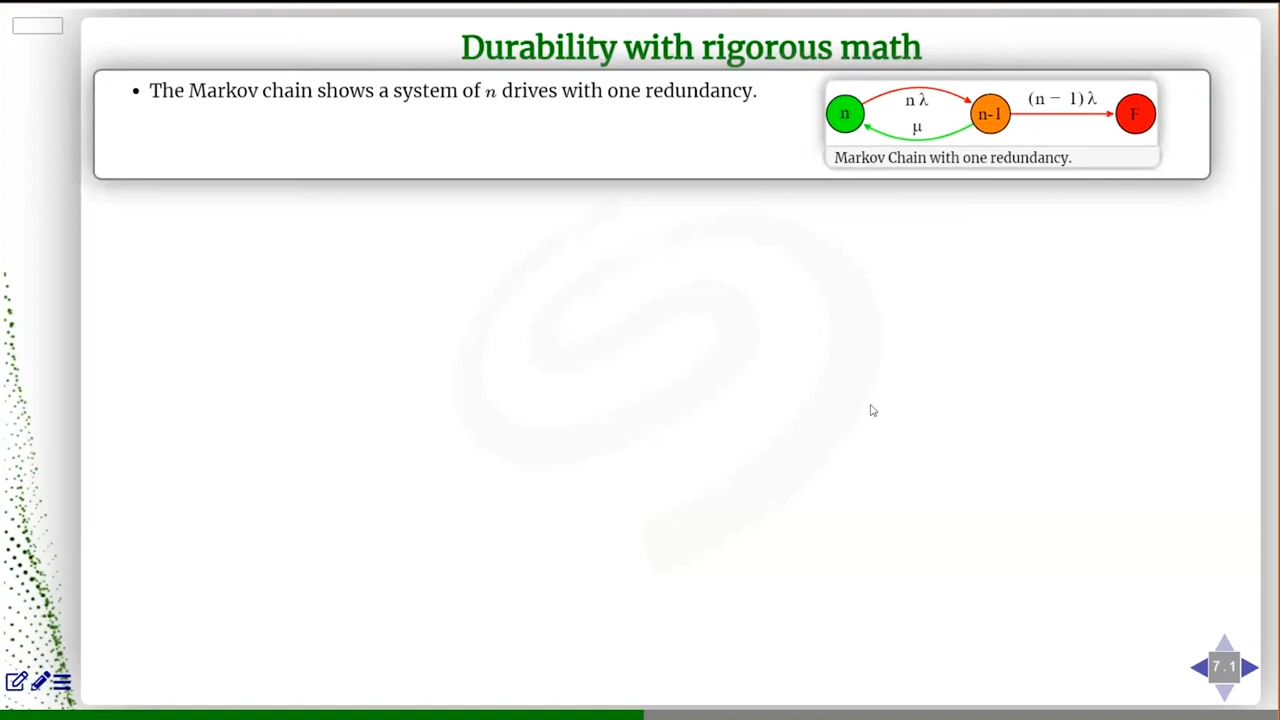 Durability with rigorous math
• The Markov chain shows a system of n drives with one redundancy.
n λ
(n − 1) λ
n
n-1
F
μ
Markov Chain with one redundancy.
7.1